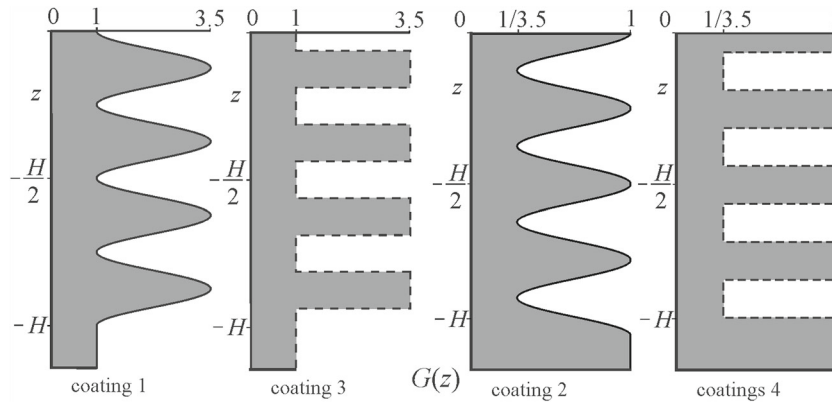 0 1 3.5
0 1 3.5
0 1/3.5 1
0 1/3.5
z
z
z
z
-H/2
-H/2
-H/2
-H/2
-H
-H
-H
-H
coating 1
coating 3
G(z)
coating 2
coatings 4